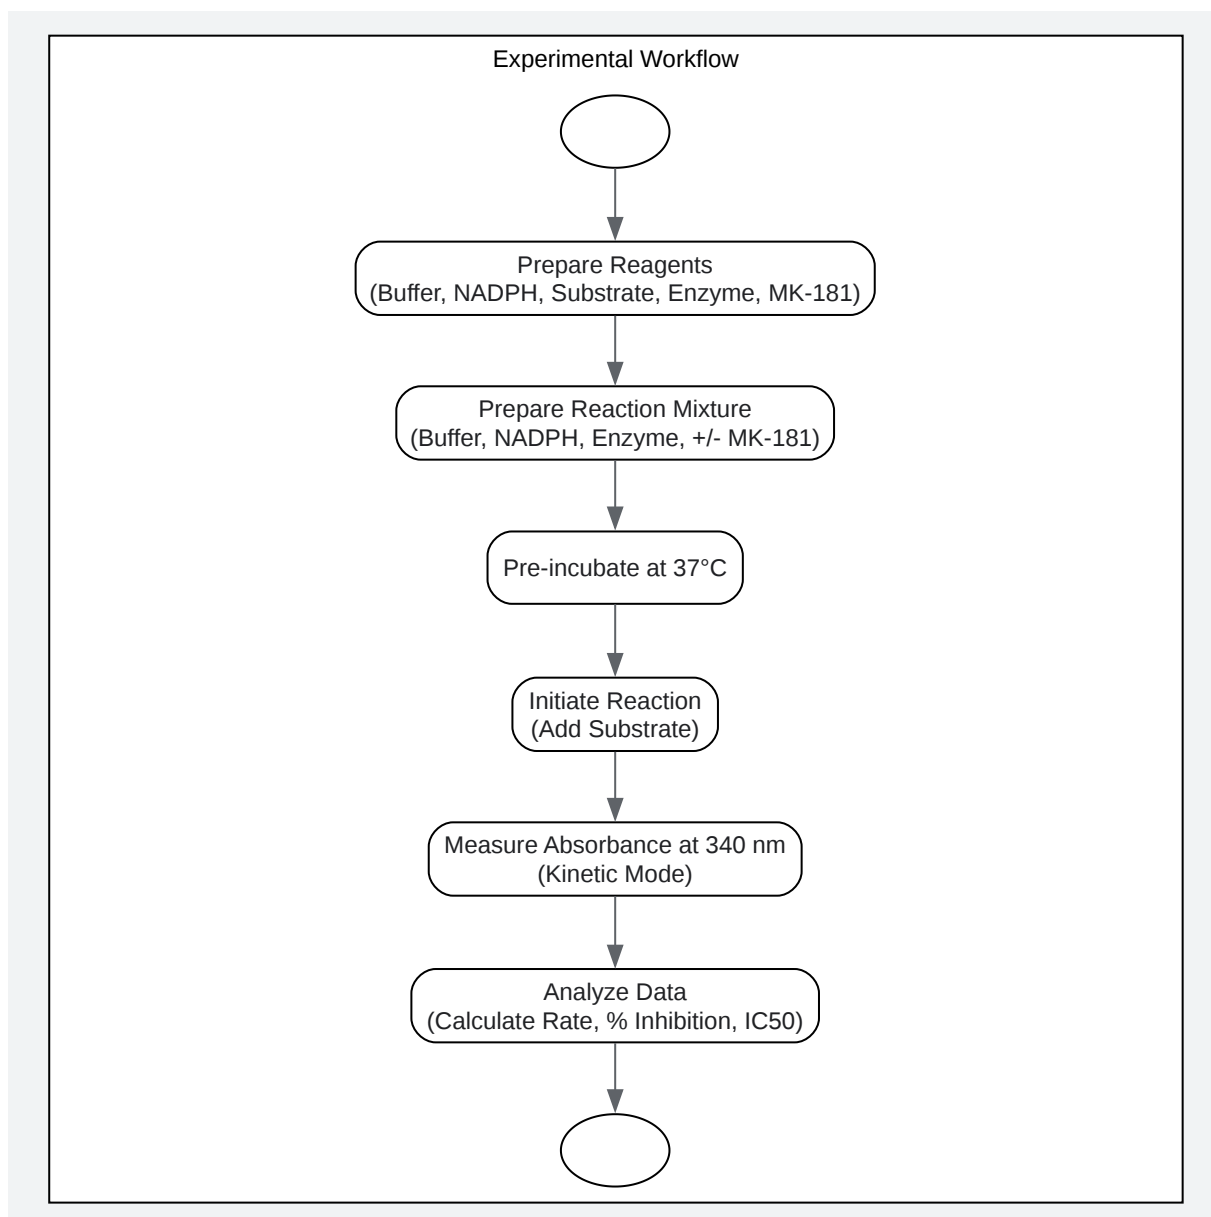 Experimental Workflow
Prepare Reagents
(Buffer, NADPH, Substrate, Enzyme, MK-181)
Prepare Reaction Mixture
(Buffer, NADPH, Enzyme, +/- MK-181)
Pre-incubate at 37°C
Initiate Reaction
(Add Substrate)
Measure Absorbance at 340 nm
(Kinetic Mode)
Analyze Data
(Calculate Rate, % Inhibition, IC50)